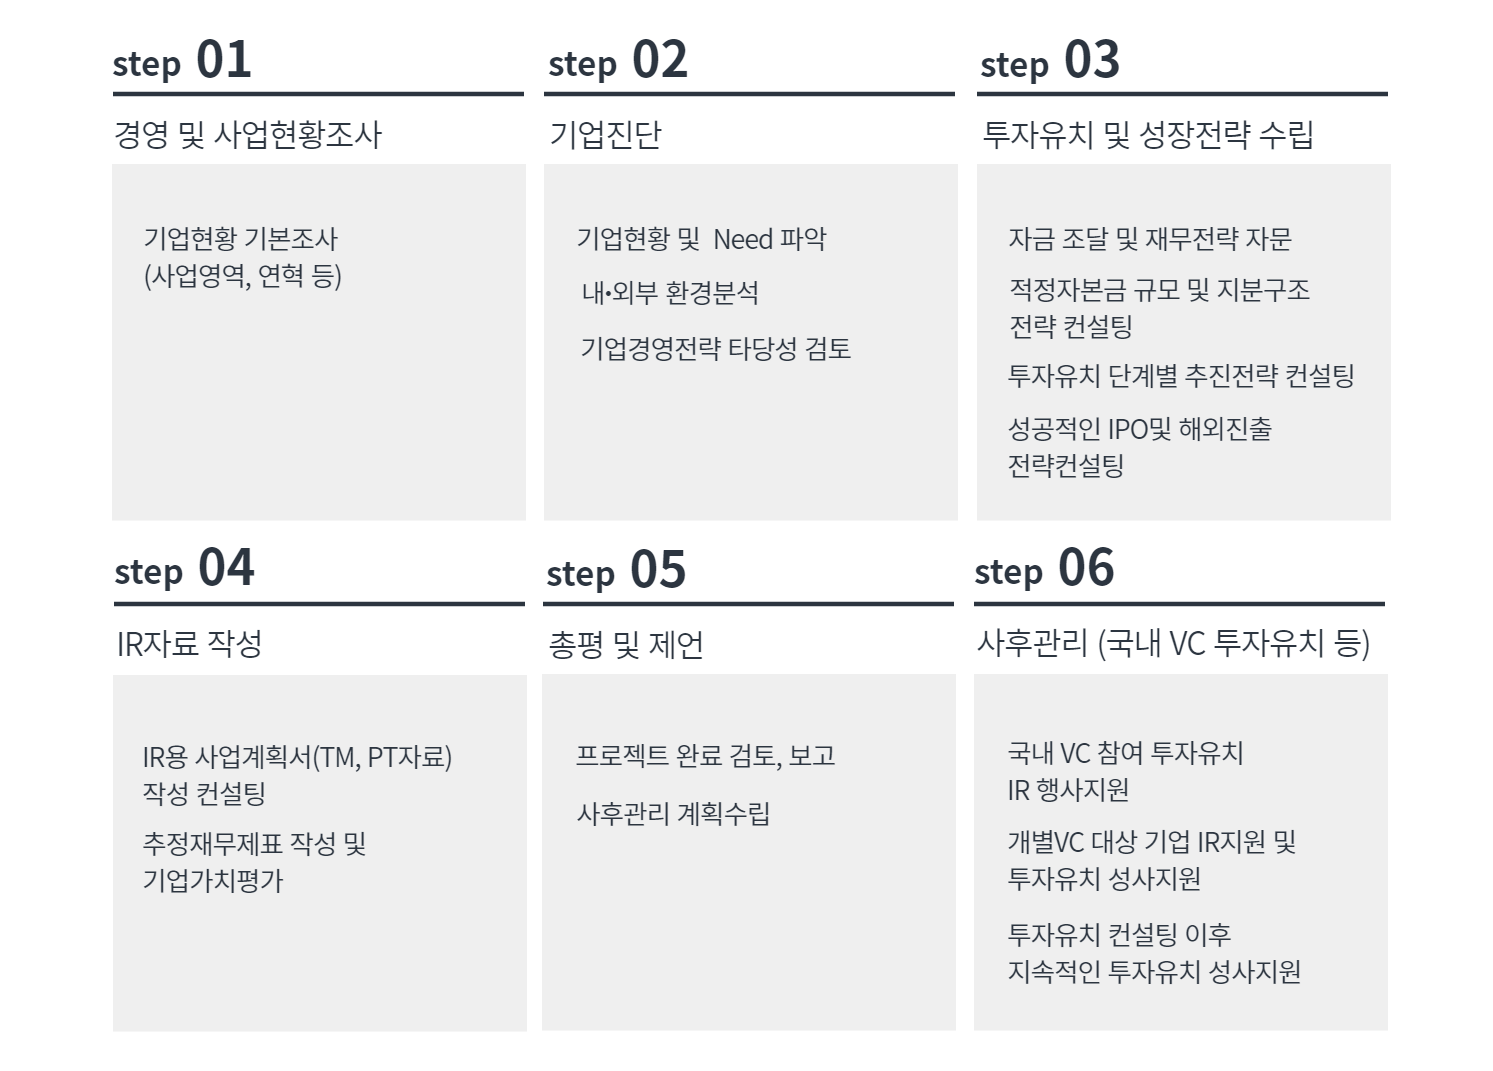 step 01
경영 및 사업현황조사
기업현황 기본조사
(사업영역, 연혁 등)
step 02
기업진단
기업현황 및 Need 파악
내•외부 환경분석
기업경영전략 타당성 검토
step 03
투자유치 및 성장전략 수립
자금 조달 및 재무전략 자문
적정자본금 규모 및 지분구조
전략 컨설팅
투자유치 단계별 추진전략 컨설팅
성공적인 IPO및 해외진출
전략컨설팅
step 04
IR자료 작성
IR용 사업계획서(TM, PT자료)
작성 컨설팅
추정재무제표 작성 및
기업가치평가
step 05
총평 및 제언
프로젝트 완료 검토, 보고
사후관리 계획수립
step 06
사후관리 (국내 VC 투자유치 등)
국내 VC 참여 투자유치
IR 행사지원
개별VC 대상 기업 IR지원 및
투자유치 성사지원
투자유치 컨설팅 이후
지속적인 투자유치 성사지원